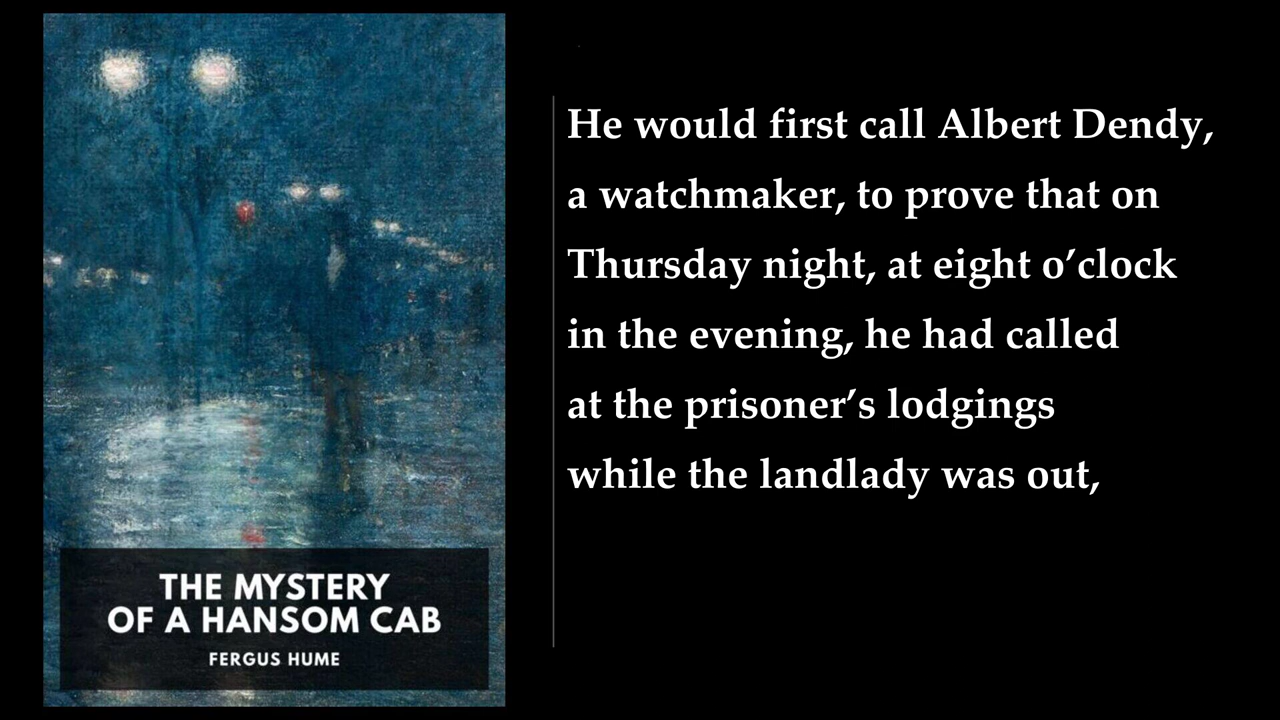 He would first call Albert Dendy,
a watchmaker, to prove that on
Thursday night, at eight o’clock
in the evening, he had called
at the prisoner’s lodgings
while the landlady was out,
THE MYSTERY
OF A HANSOM CAB
FERGUS HUME